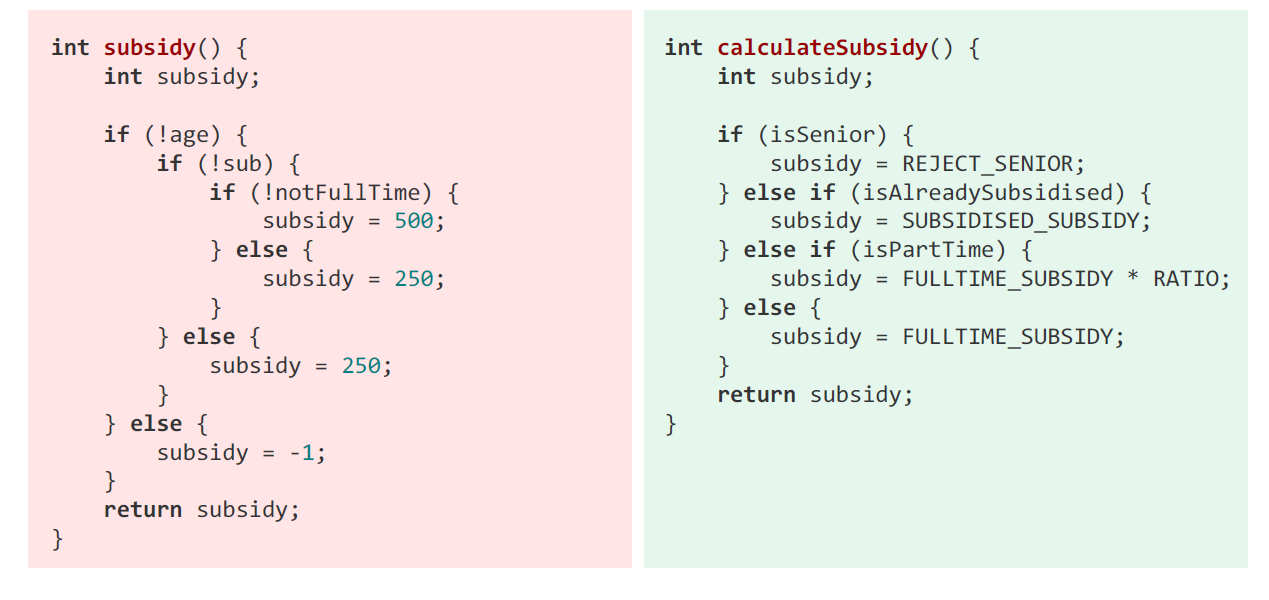 int subsidy() {
    int subsidy;

    if (!age) {
        if (!sub) {
            if (!notFullTime) {
                subsidy = 500;
            } else {
                subsidy = 250;
            }
        } else {
            subsidy = 250;
        }
    } else {
        subsidy = -1;
    }
    return subsidy;
}
int calculateSubsidy() {
    int subsidy;

    if (isSenior) {
        subsidy = REJECT_SENIOR;
    } else if (isAlreadySubsidised) {
        subsidy = SUBSIDISED_SUBSIDY;
    } else if (isPartTime) {
        subsidy = FULLTIME_SUBSIDY * RATIO;
    } else {
        subsidy = FULLTIME_SUBSIDY;
    }
    return subsidy;
}